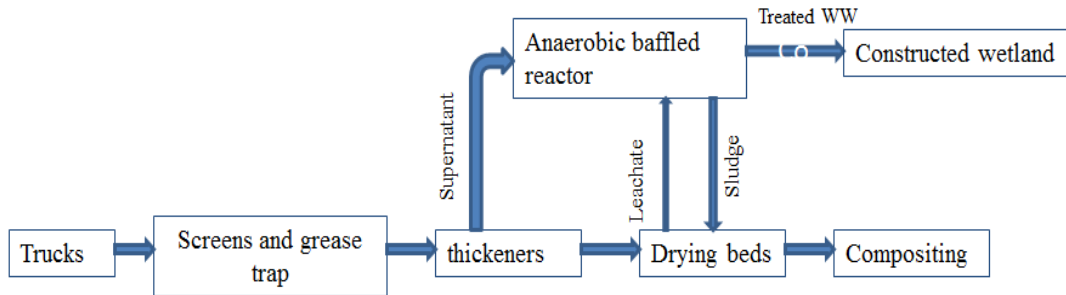 Treated WW
Anaerobic baffled
reactor
Constructed wetland
Supernatant
Leachate
Sludge
Trucks
Screens and grease
trap
thickeners
Drying beds
Compositing